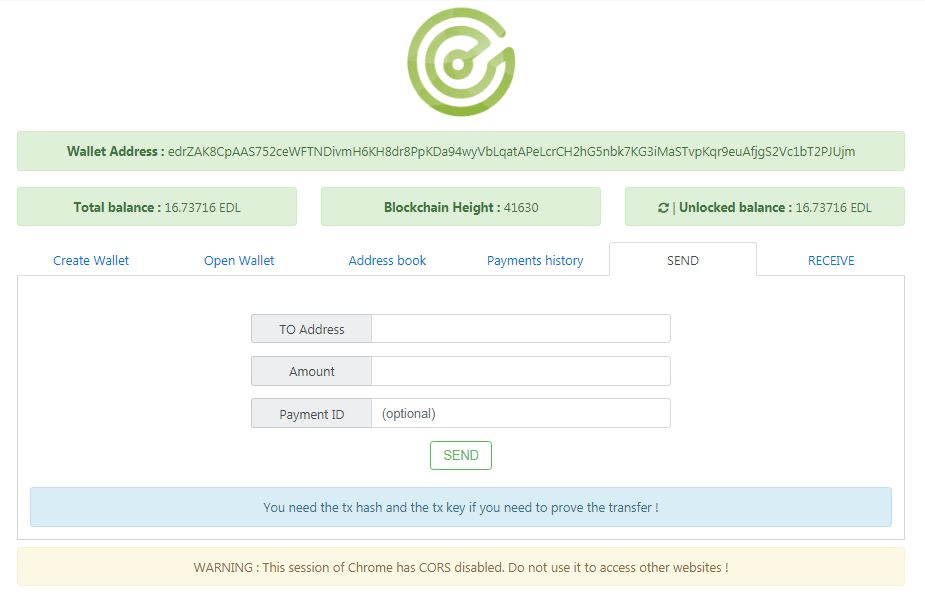 Wallet Address : edrZAK8CpAAS752ceWFTNDivmH6KH8dr8PpKDa94wyVbLqatAPeLcrCH2hG5nbk7KG3iMaSTvpKqr9euAfjgS2Vc1bT2PJUjm
Total balance : 16.73716 EDL
Blockchain Height : 41630
| Unlocked balance : 16.73716 EDL
Create Wallet
Open Wallet
Address book
Payments history
SEND
RECEIVE
TO Address
Amount
Payment ID
(optional)
SEND
You need the tx hash and the tx key if you need to prove the transfer !
WARNING : This session of Chrome has CORS disabled. Do not use it to access other websites !